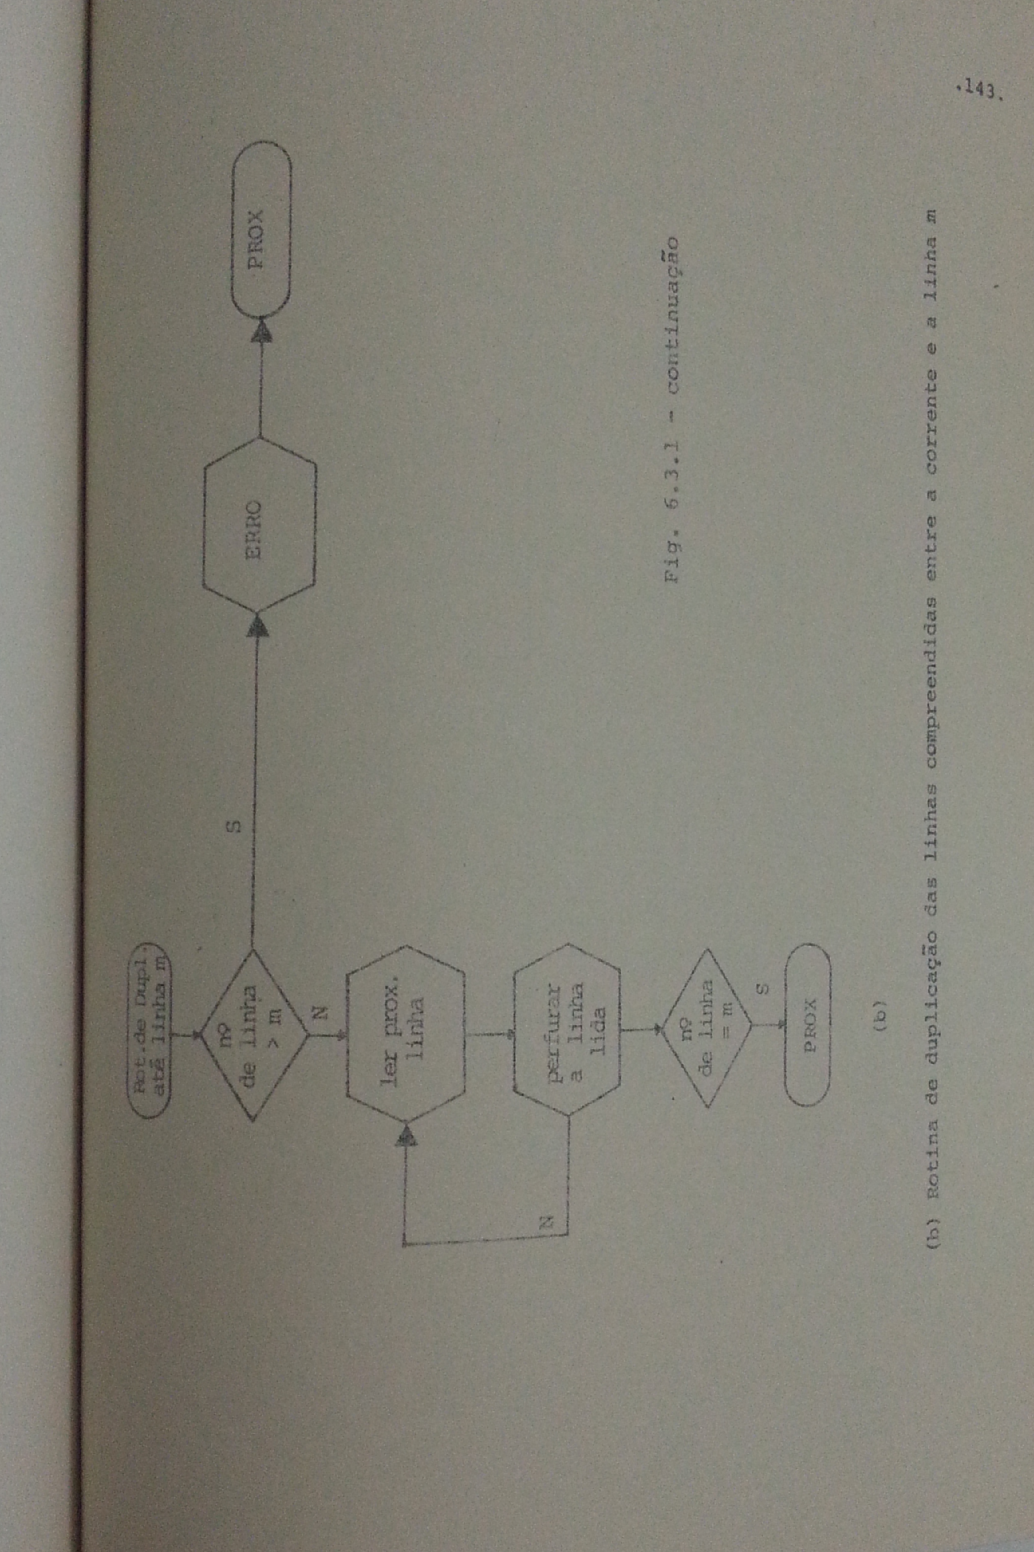 .143.
Rot.de Dupl.
até linha m
nº
de linha
> m
S
ERRO
PROX
N
ler prox.
linha
perfurar
a linha
lida
N
nº
de linha
= m
S
PROX
(b)
Fig. 6.3.1 - continuação
(b) Rotina de duplicação das linhas compreendidas entre a corrente e a linha m